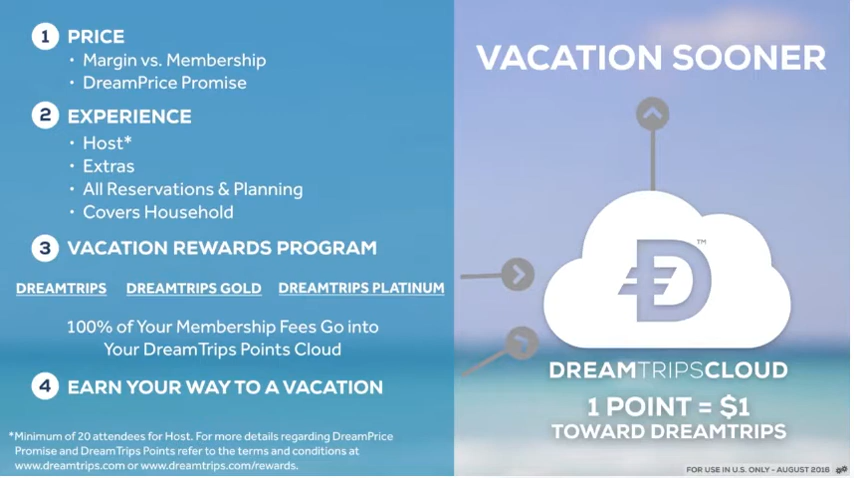 1 PRICE
• Margin vs. Membership
• DreamPrice Promise
2 EXPERIENCE
• Host*
• Extras
• All Reservations & Planning
• Covers Household
3 VACATION REWARDS PROGRAM
DREAMTRIPS DREAMTRIPS GOLD DREAMTRIPS PLATINUM
100% of Your Membership Fees Go into
Your DreamTrips Points Cloud
4 EARN YOUR WAY TO A VACATION
*Minimum of 20 attendees for Host. For more details regarding DreamPrice
Promise and DreamTrips Points refer to the terms and conditions at
www.dreamtrips.com or www.dreamtrips.com/rewards.
VACATION SOONER
D™
DREAMTRIPSCLOUD
1 POINT = $1
TOWARD DREAMTRIPS
FOR USE IN U.S. ONLY - AUGUST 2016